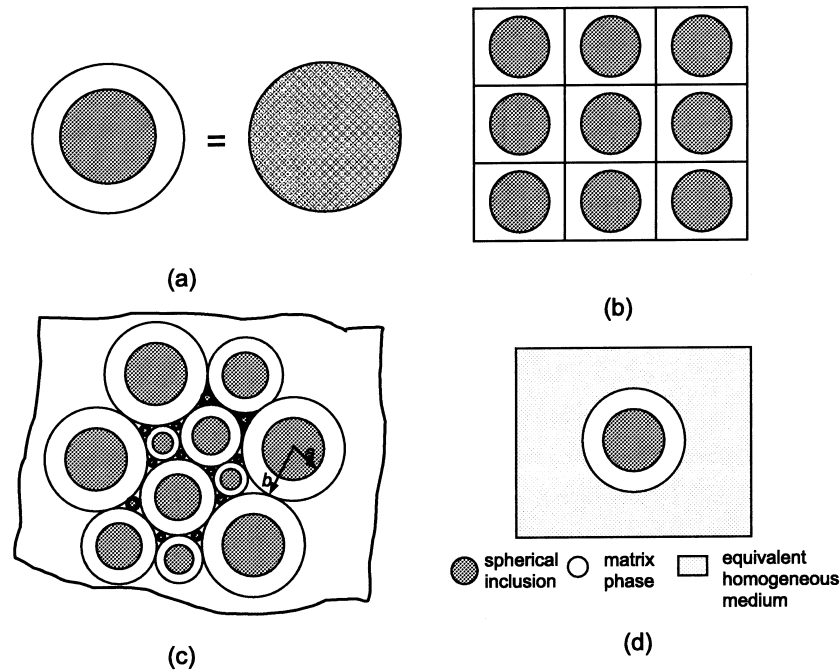 =
(a)
(b)
a
b
(c)
spherical
inclusion
matrix
phase
equivalent
homogeneous
medium
(d)